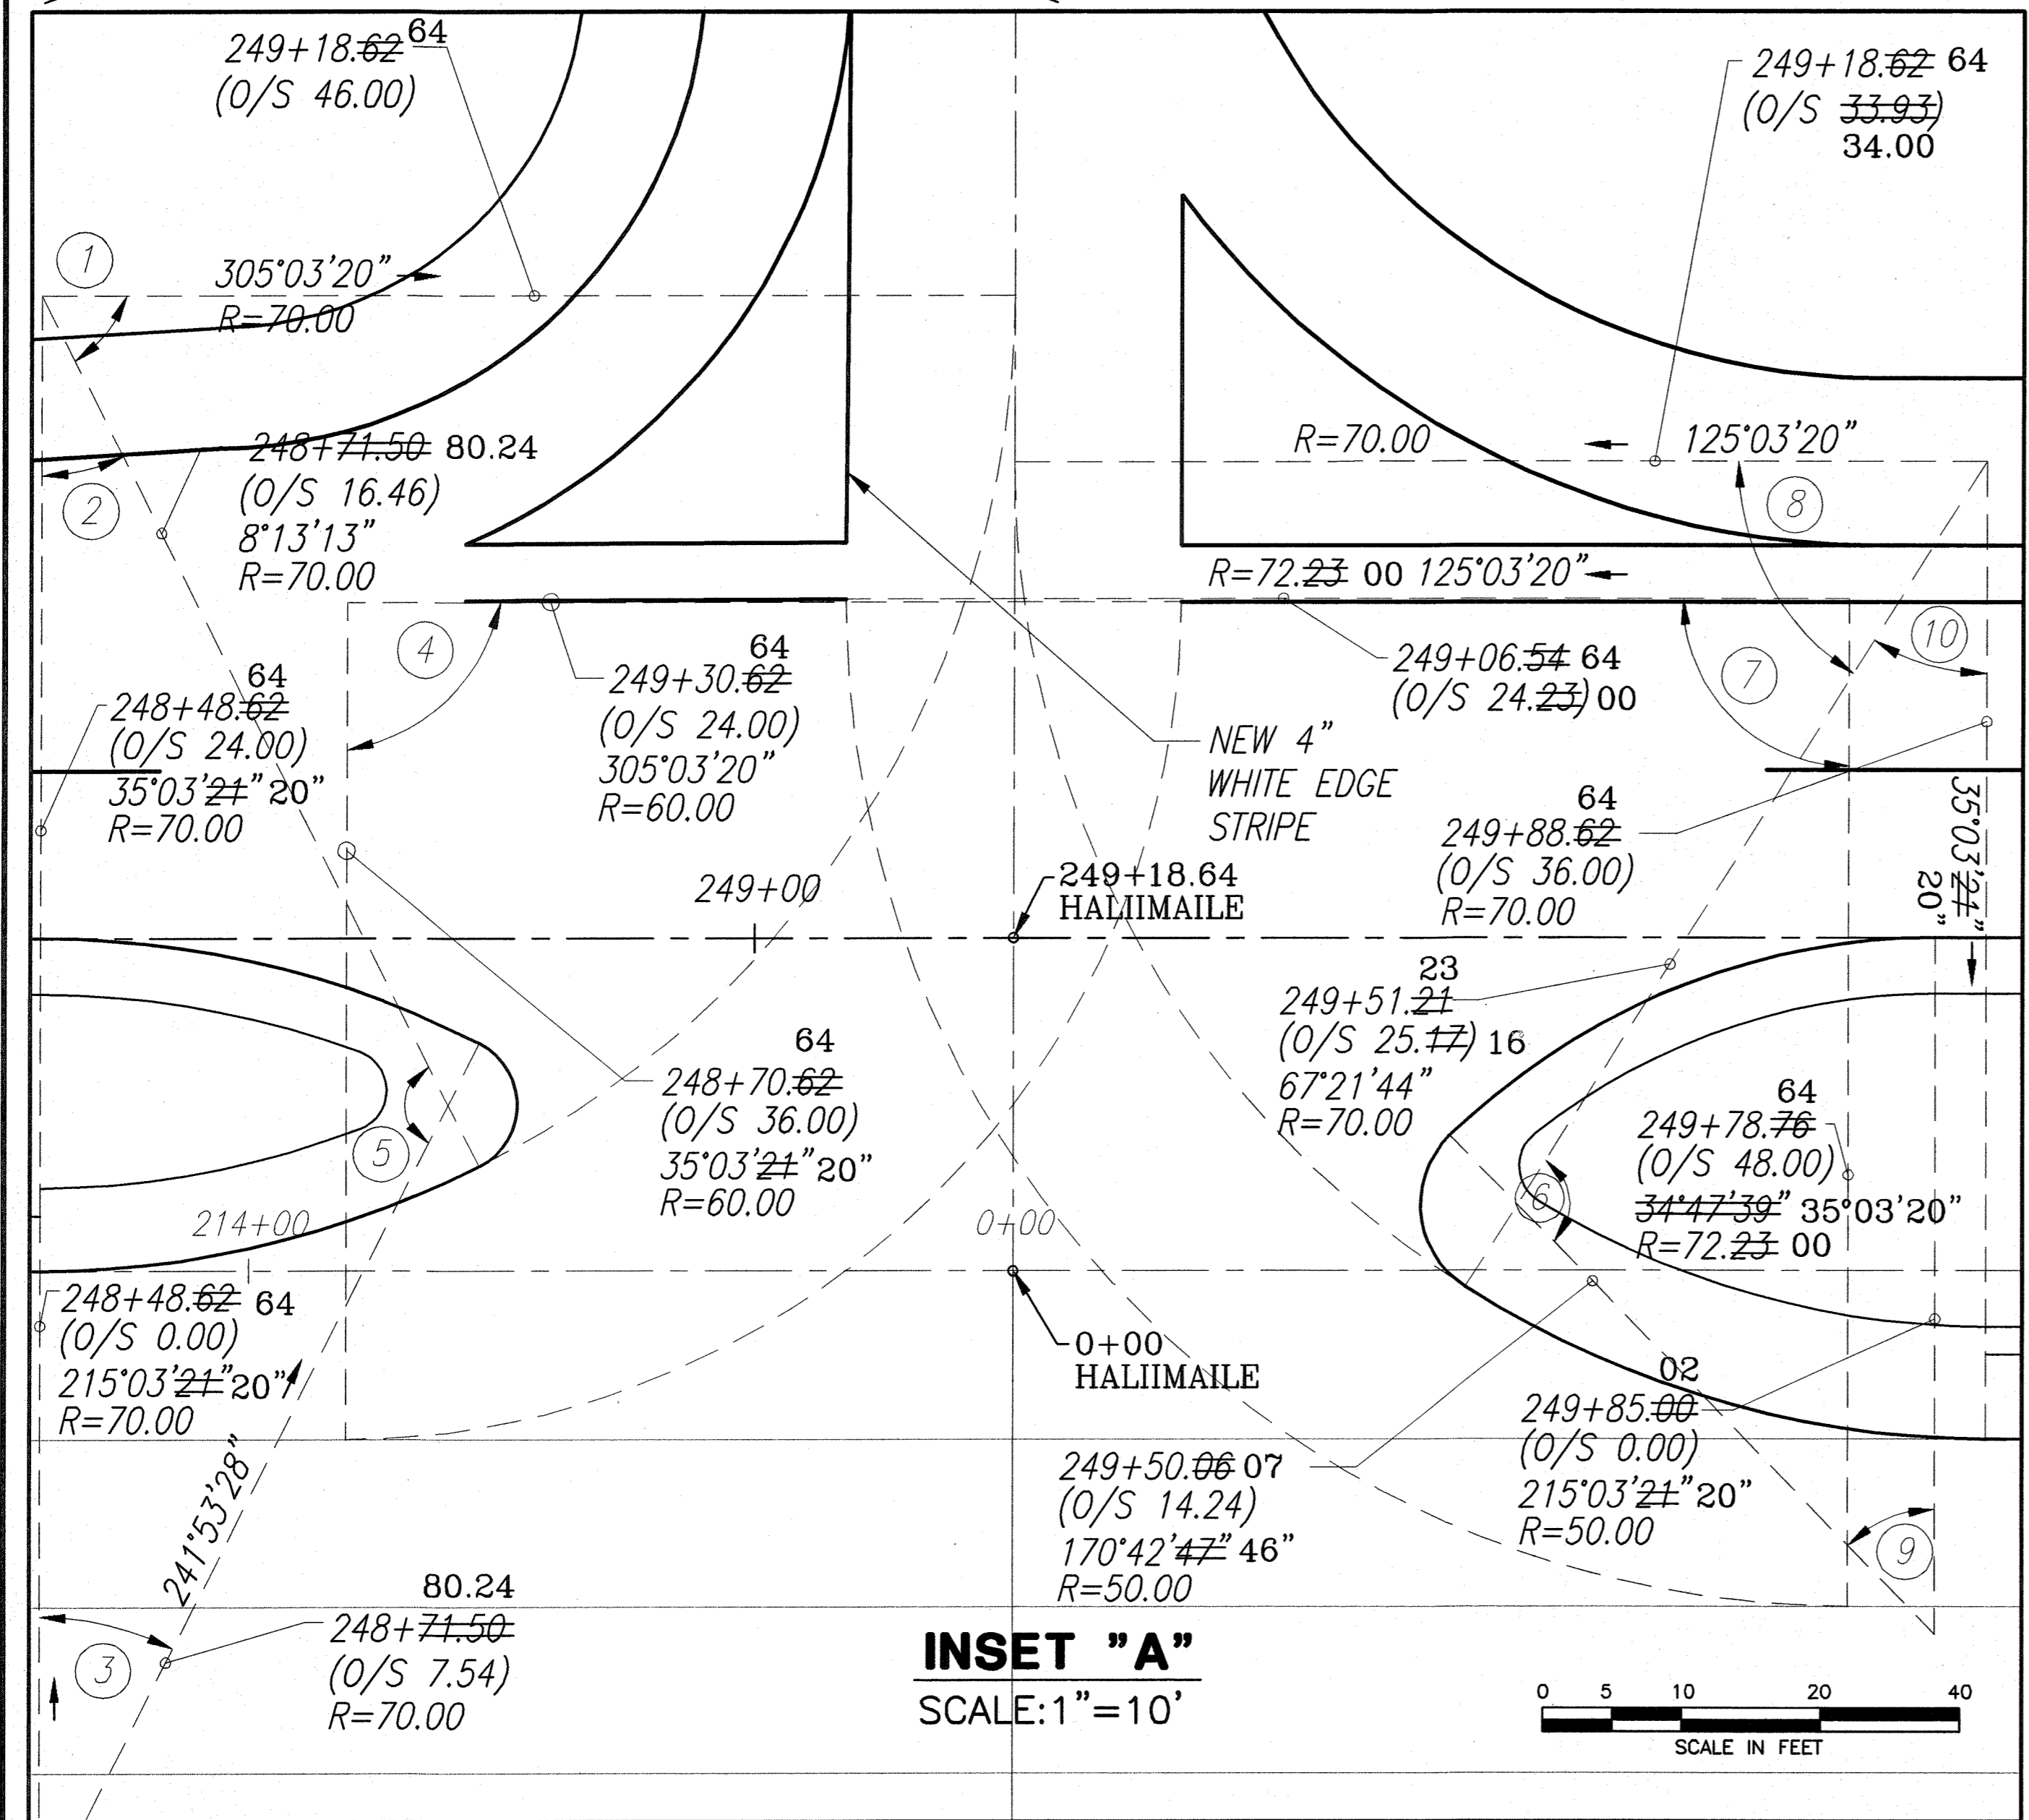 249+18.62 64
(O/S 46.00)
249+18.62 64
(O/S 33.93)
34.00
1
305°03'20"
R=70.00
2
248+71.50 80.24
(O/S 16.46)
8°13'13"
R=70.00
R=70.00
125°03'20"
8
R=72.23 00 125°03'20"
4
64
249+30.62
(O/S 24.00)
305°03'20"
R=60.00
249+06.54 64
(O/S 24.23) 00
7
10
64
248+48.62
(O/S 24.00)
35°03'21" 20"
R=70.00
NEW 4"
WHITE EDGE
STRIPE
64
249+88.62
(O/S 36.00)
R=70.00
35°03'21"
20"
249+00
249+18.64
HALIIMAILE
23
249+51.21
(O/S 25.17) 16
67°21'44"
R=70.00
64
248+70.62
(O/S 36.00)
35°03'21" 20"
R=60.00
5
64
249+78.76
(O/S 48.00)
34°47'39" 35°03'20"
R=72.23 00
6
214+00
0+00
248+48.62 64
(O/S 0.00)
215°03'21" 20"
R=70.00
0+00
HALIIMAILE
02
249+85.00
(O/S 0.00)
215°03'21" 20"
R=50.00
249+50.06 07
(O/S 14.24)
170°42'47" 46"
R=50.00
9
241°53'28"
80.24
248+71.50
(O/S 7.54)
R=70.00
3
INSET "A"
SCALE:1"=10'
0 5 10 20 40
SCALE IN FEET